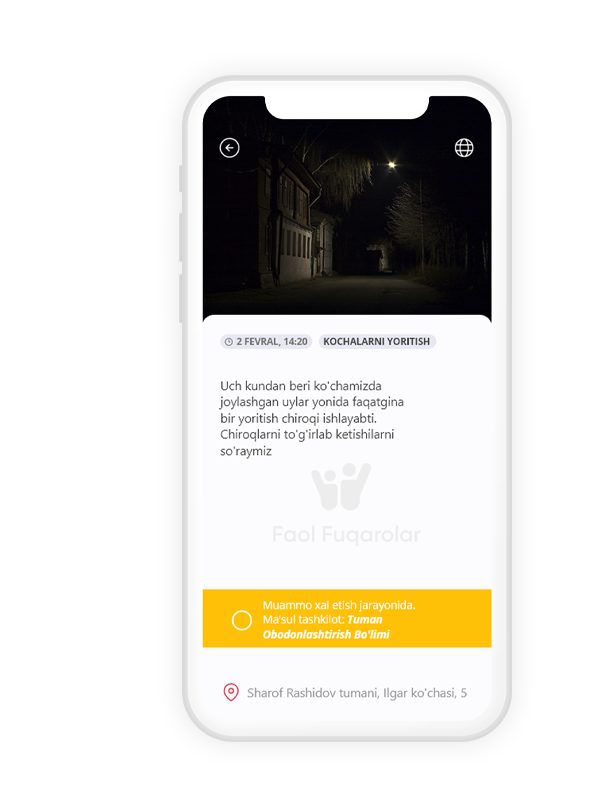 2 FEVRAL, 14:20 KOCHALARNI YORITISH
Uch kundan beri ko'chamizda
joylashgan uylar yonida faqatgina
bir yoritish chiroqi ishlayabti.
Chiroqlarni to'g'irlab ketishilarni
so'raymiz
Faol Fuqarolar
Muammo xal etish jarayonida.
Ma'sul tashkilot: Tuman
Obodonlashtirish Bo'limi
Sharof Rashidov tumani, Ilgar ko'chasi, 5